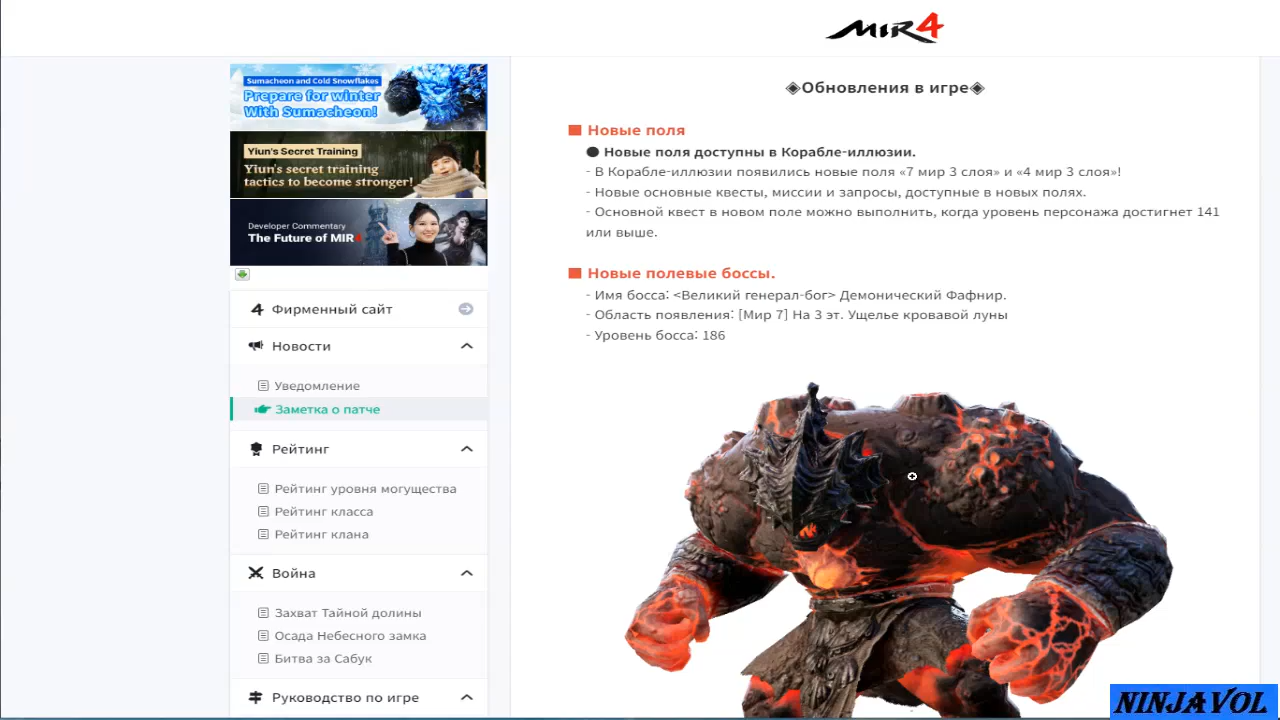 MIR4
Sumacheon and Cold Snowflakes
Prepare for winter
With Sumacheon!
Yiun's Secret Training
Yiun's secret training
tactics to become stronger!
Developer Commentary
The Future of MIR4
Фирменный сайт
Новости
Уведомление
Заметка о патче
Рейтинг
Рейтинг уровня могущества
Рейтинг класса
Рейтинг клана
Война
Захват Тайной долины
Осада Небесного замка
Битва за Сабук
Руководство по игре
◈Обновления в игре◈
Новые поля
● Новые поля доступны в Корабле-иллюзии.
- В Корабле-иллюзии появились новые поля «7 мир 3 слоя» и «4 мир 3 слоя»!
- Новые основные квесты, миссии и запросы, доступные в новых полях.
- Основной квест в новом поле можно выполнить, когда уровень персонажа достигнет 141
или выше.
Новые полевые боссы.
- Имя босса: <Великий генерал-бог> Демонический Фафнир.
- Область появления: [Мир 7] На 3 эт. Ущелье кровавой луны
- Уровень босса: 186
NINJAVOL